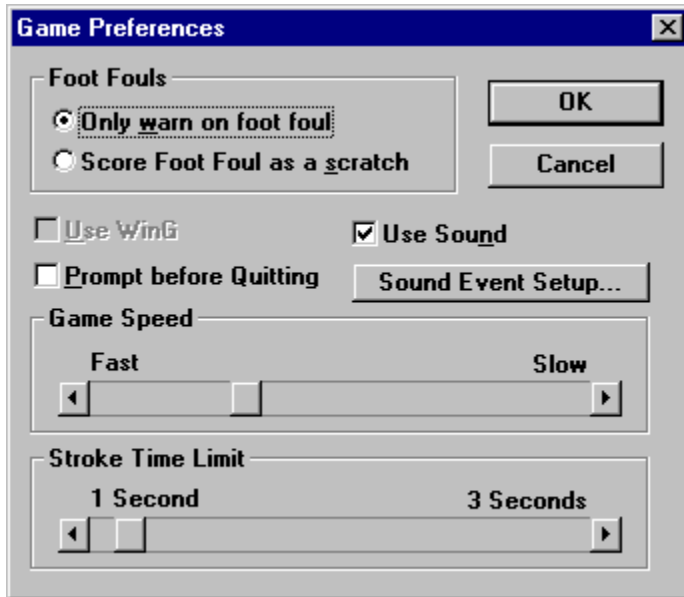 Game Preferences
Foot Fouls
Only warn on foot foul
Score Foot Foul as a scratch
OK
Cancel
Use WinG
Use Sound
Prompt before Quitting
Sound Event Setup...
Game Speed
Fast Slow
Stroke Time Limit
1 Second 3 Seconds